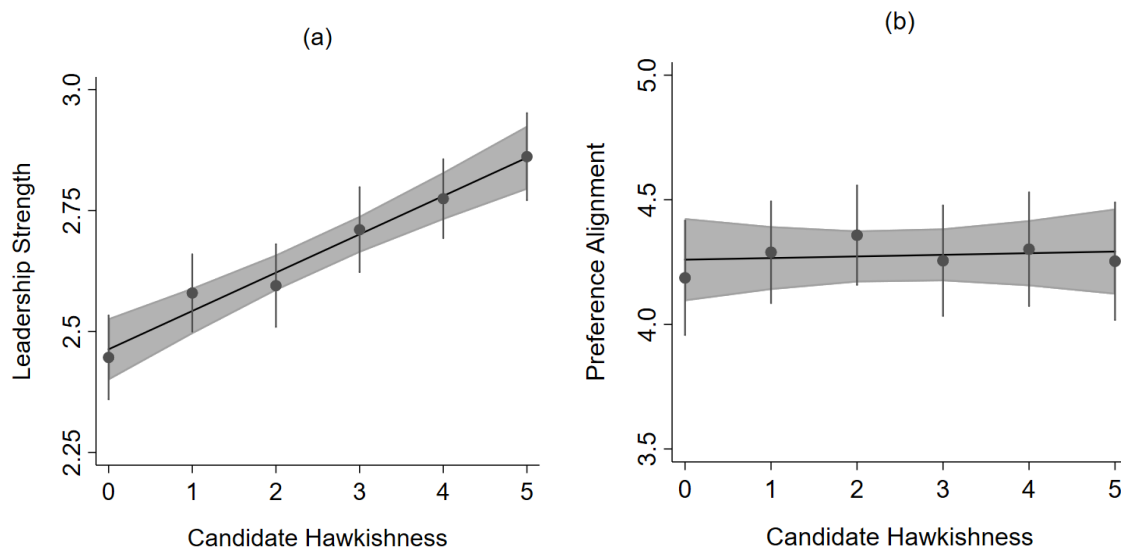 (a)
Leadership Strength
3.0
2.75
2.5
2.25
0 1 2 3 4 5
Candidate Hawkishness
(b)
Preference Alignment
5.0
4.5
4.0
3.5
0 1 2 3 4 5
Candidate Hawkishness